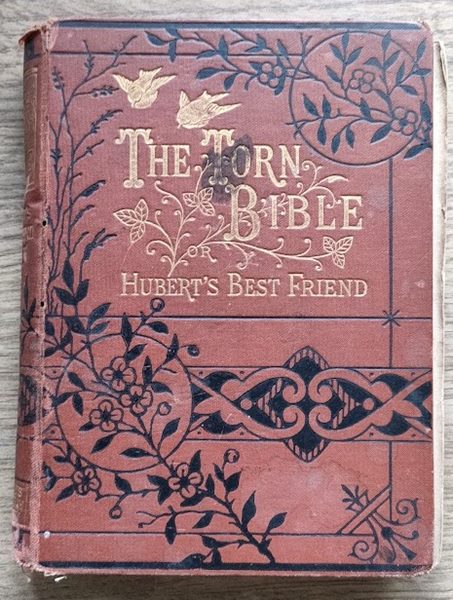 THE TORN
BIBLE
OR
HUBERT'S BEST FRIEND